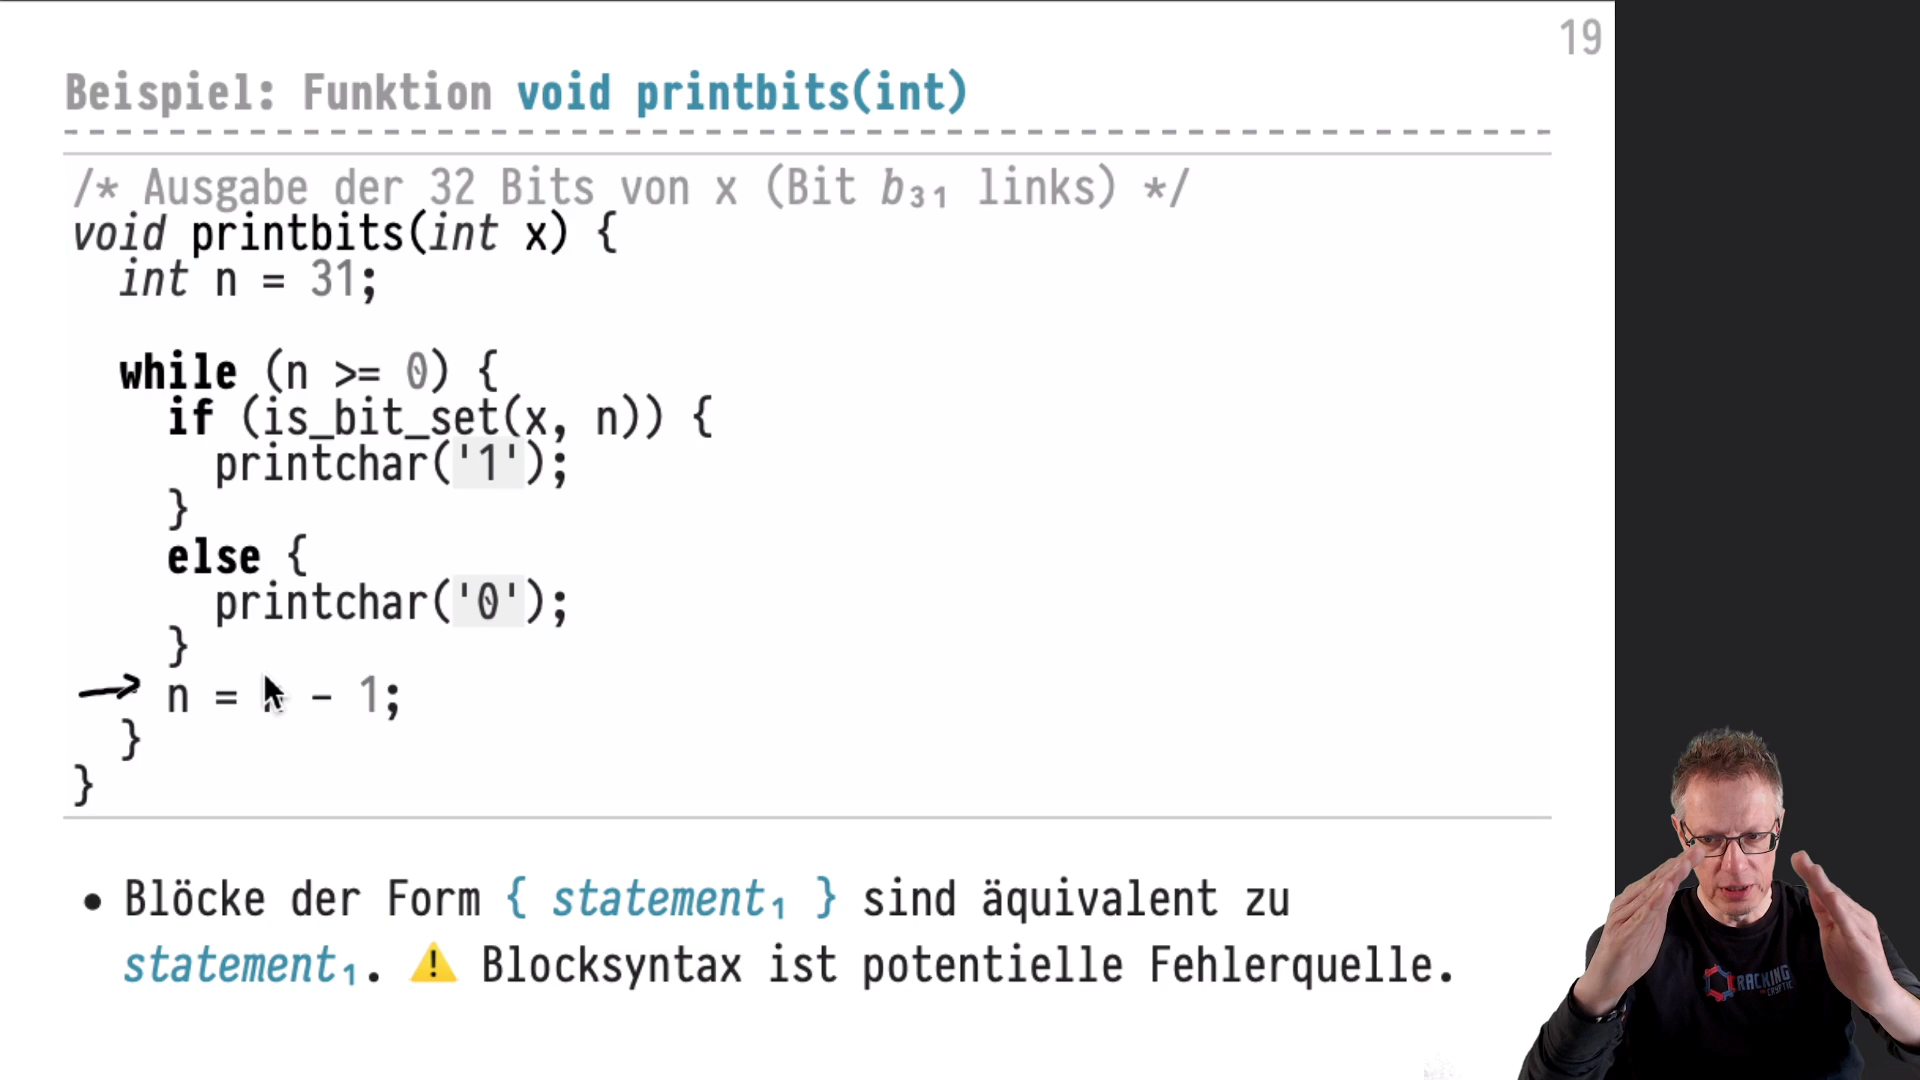 19
Beispiel: Funktion void printbits(int)
/* Ausgabe der 32 Bits von x (Bit b₃₁ links) */
void printbits(int x) {
int n = 31;
while (n >= 0) {
if (is_bit_set(x, n)) {
printchar('1');
}
else {
printchar('0');
}
n = - 1;
}
}
• Blöcke der Form { statement₁ } sind äquivalent zu
statement₁. ⚠ Blocksyntax ist potentielle Fehlerquelle.
RACKING
CRYPTIC